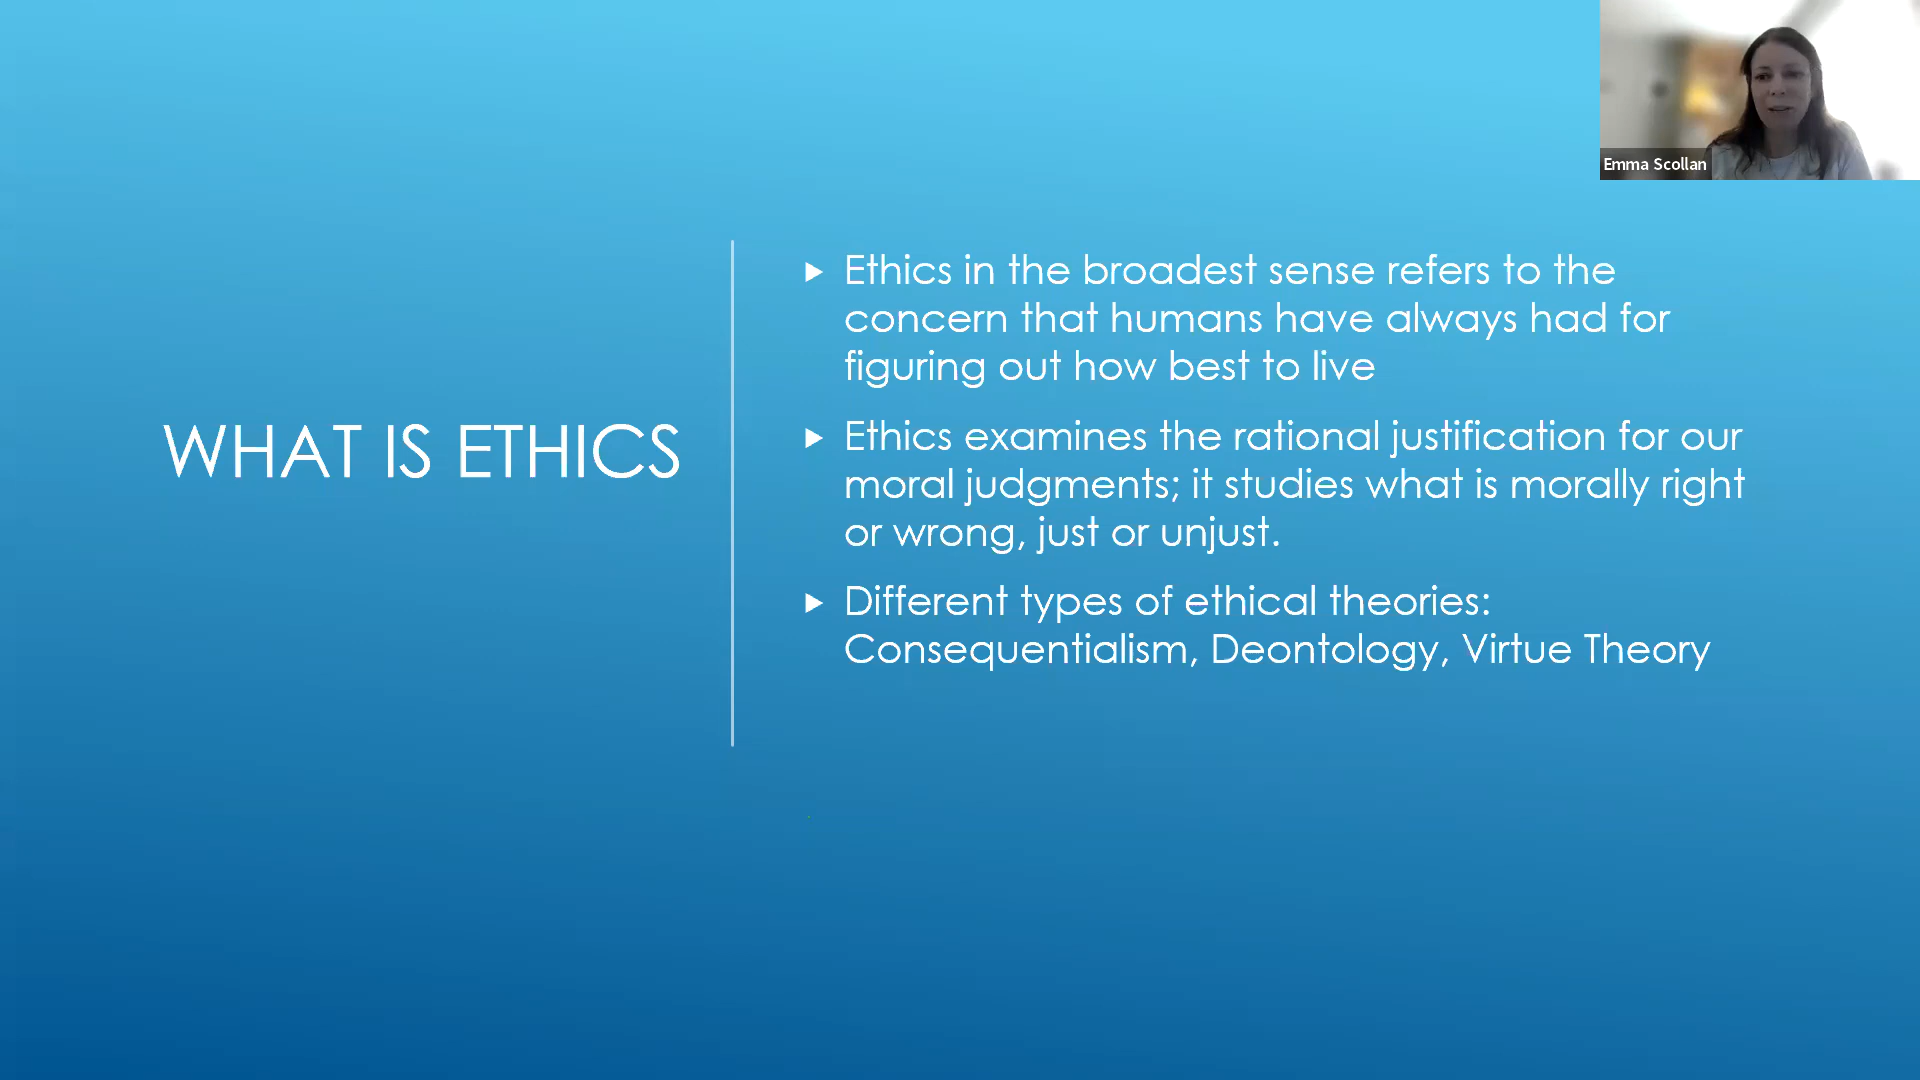 Emma Scollan
WHAT IS ETHICS
Ethics in the broadest sense refers to the
concern that humans have always had for
figuring out how best to live
Ethics examines the rational justification for our
moral judgments; it studies what is morally right
or wrong, just or unjust.
Different types of ethical theories:
Consequentialism, Deontology, Virtue Theory